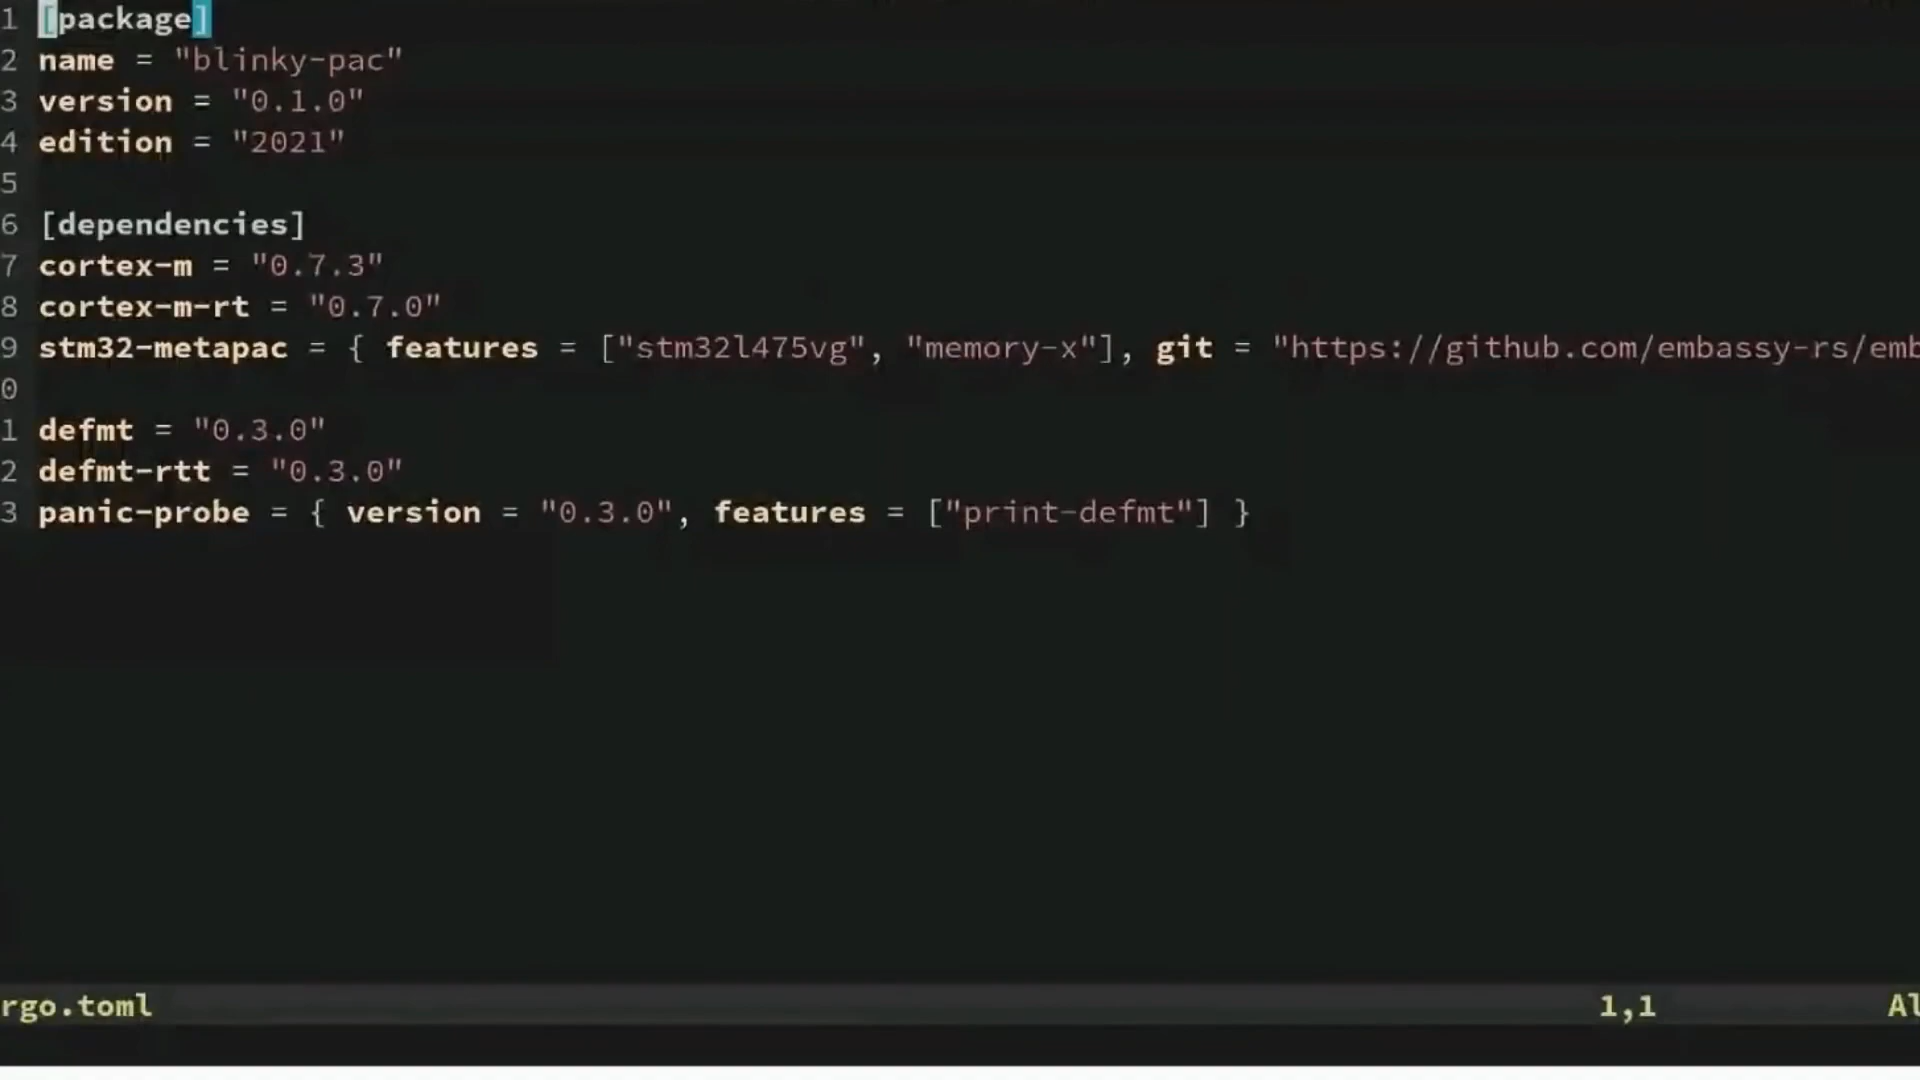 1 [package]
2 name = "blinky-pac"
3 version = "0.1.0"
4 edition = "2021"
5
6 [dependencies]
7 cortex-m = "0.7.3"
8 cortex-m-rt = "0.7.0"
9 stm32-metapac = { features = ["stm32l475vg", "memory-x"], git = "https://github.com/embassy-rs/emb
0
1 defmt = "0.3.0"
2 defmt-rtt = "0.3.0"
3 panic-probe = { version = "0.3.0", features = ["print-defmt"] }
rgo.toml 1,1 Al